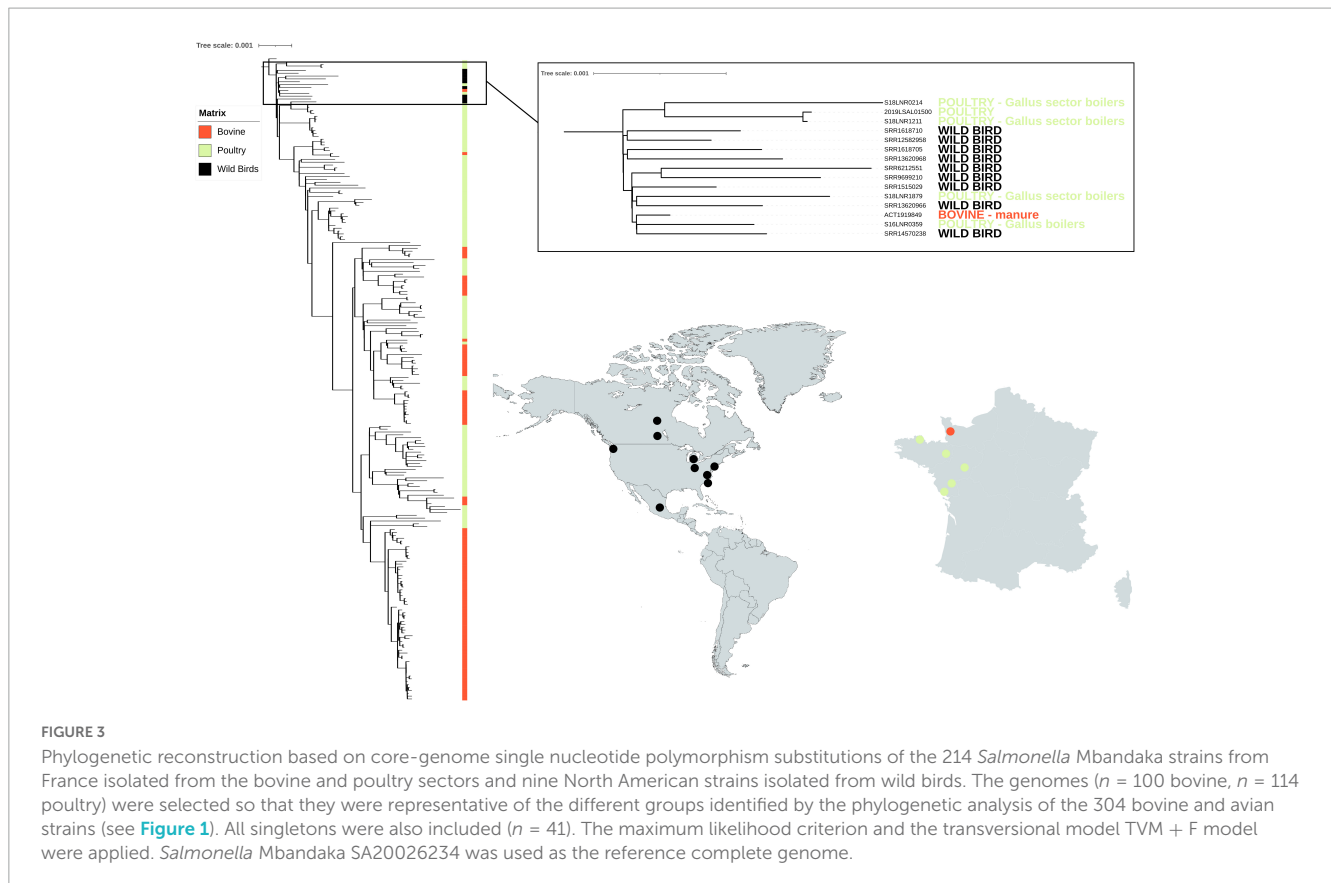 Tree scale: 0.001
Matrix
Bovine
Poultry
Wild Birds
Tree scale: 0.001
S18LNR0214 POULTRY - Gallus sector boilers
2019LSAL01500 POULTRY
S18LNR1211 POULTRY - Gallus sector boilers
SRR1618710 WILD BIRD
SRR12582958 WILD BIRD
SRR1618705 WILD BIRD
SRR13620968 WILD BIRD
SRR6212551 WILD BIRD
SRR9699210 WILD BIRD
SRR1515029 WILD BIRD
S18LNR1879 POULTRY - Gallus sector boilers
SRR13620966 WILD BIRD
ACT1919849 BOVINE - manure
S16LNR0359 POULTRY - Gallus boilers
SRR14570238 WILD BIRD
FIGURE 3
Phylogenetic reconstruction based on core-genome single nucleotide polymorphism substitutions of the 214 Salmonella Mbandaka strains from
France isolated from the bovine and poultry sectors and nine North American strains isolated from wild birds. The genomes (n = 100 bovine, n = 114
poultry) were selected so that they were representative of the different groups identified by the phylogenetic analysis of the 304 bovine and avian
strains (see Figure 1). All singletons were also included (n = 41). The maximum likelihood criterion and the transversional model TVM + F model
were applied. Salmonella Mbandaka SA20026234 was used as the reference complete genome.